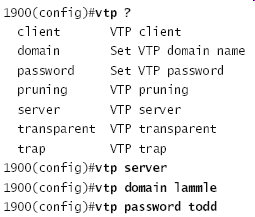 1900(config)#vtp ?
client VTP client
domain Set VTP domain name
password Set VTP password
pruning VTP pruning
server VTP server
transparent VTP transparent
trap VTP trap
1900(config)#vtp server
1900(config)#vtp domain lammle
1900(config)#vtp password todd